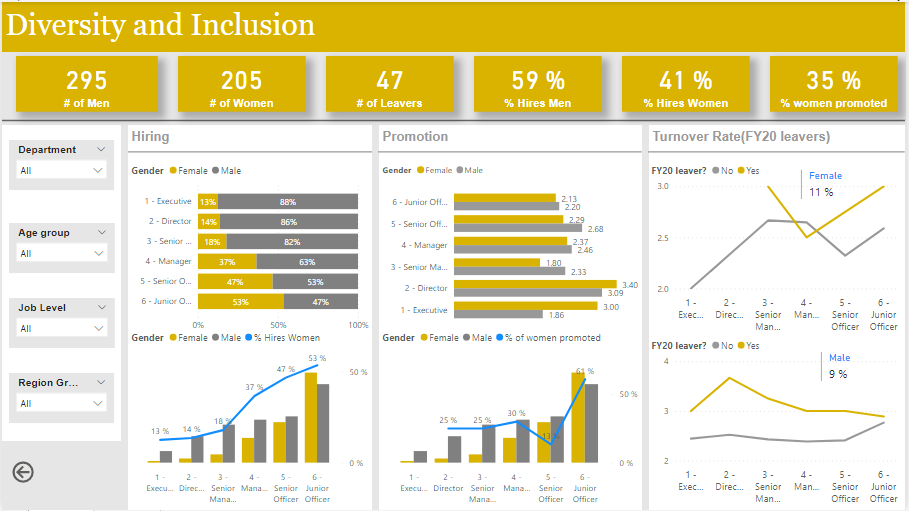 Diversity and Inclusion
295
# of Men
205
# of Women
47
# of Leavers
59 %
% Hires Men
41 %
% Hires Women
35 %
% women promoted
Department
All
Age group
All
Job Level
All
Region Gr...
All
Hiring
Gender Female Male
1 - Executive 13% 88%
2 - Director 14% 86%
3 - Senior ... 18% 82%
4 - Manager 37% 63%
5 - Senior O... 47% 53%
6 - Junior O... 53% 47%
0% 50% 100%
Gender Female Male % Hires Women
53 %
47 %
37 %
18 %
13 % 14 %
50 %
0 %
1 - Execu...
2 - Direc...
3 - Senior Mana...
4 - Mana...
5 - Senior Officer
6 - Junior Officer
Promotion
Gender Female Male
6 - Junior Off... 2.13 2.20
5 - Senior Off... 2.29 2.68
4 - Manager 2.37 2.46
3 - Senior Ma... 1.80 2.33
2 - Director 3.40 3.09
1 - Executive 3.00 1.86
Gender Female Male % of women promoted
61 %
25 % 25 % 30 %
50 %
0 %
1 - Execu...
2 - Director
3 - Senior Mana...
4 - Mana...
5 - Senior Officer
6 - Junior Officer
Turnover Rate(FY20 leavers)
FY20 leaver? No Yes
Female
11 %
3.0
2.5
2.0
1 - Exec...
2 - Direc...
3 - Senior Man...
4 - Man...
5 - Senior Officer
6 - Junior Officer
FY20 leaver? No Yes
Male
9 %
4
3
2
1 - Exec...
2 - Direc...
3 - Senior Man...
4 - Man...
5 - Senior Officer
6 - Junior Officer